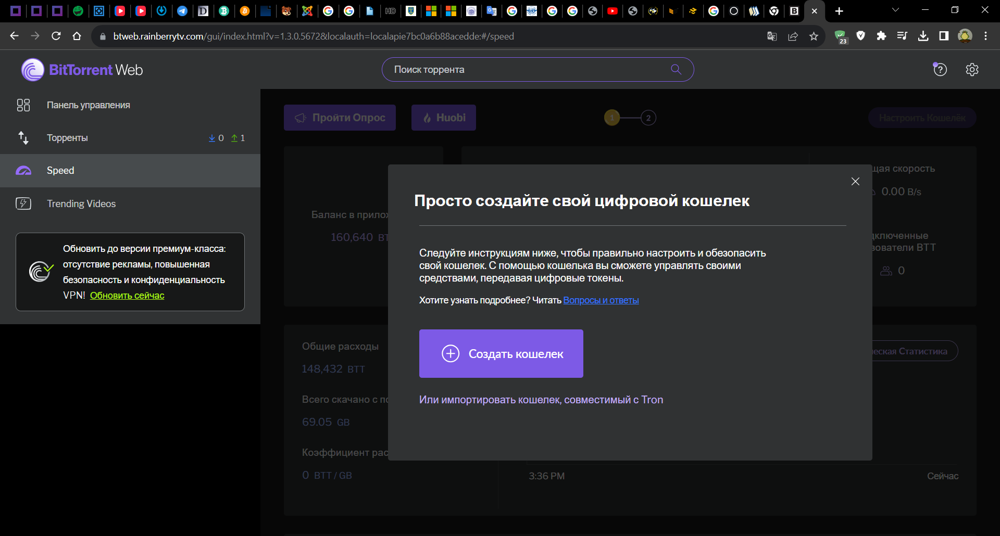 HD
btweb.rainberrytv.com/gui/index.html?v=1.3.0.5672&localauth=localapie7bc0a6b88acedde:#/speed
23
BitTorrent Web
Поиск торрента
Панель управления
Торренты
0
1
Speed
Trending Videos
Обновить до версии премиум-класса:
отсутствие рекламы, повышенная
безопасность и конфиденциальность
VPN! Обновить сейчас
Пройти Опрос
Huobi
1
2
Настроить Кошелёк
щая скорость
0.00 B/s
Баланс в прило
160,640
Просто создайте свой цифровой кошелек
Следуйте инструкциям ниже, чтобы правильно настроить и обезопасить
свой кошелек. С помощью кошелька вы сможете управлять своими
средствами, передавая цифровые токены.
Хотите узнать подробнее? Читать Вопросы и ответы
Создать кошелек
Или импортировать кошелек, совместимый с Tron
дключенные
зователи BTT
0
Общие расходы
148,432 BTT
Всего скачано с по
69.05 GB
Коэффициент рас
0 BTT / GB
еская Статистика
3:36 PM
Сейчас